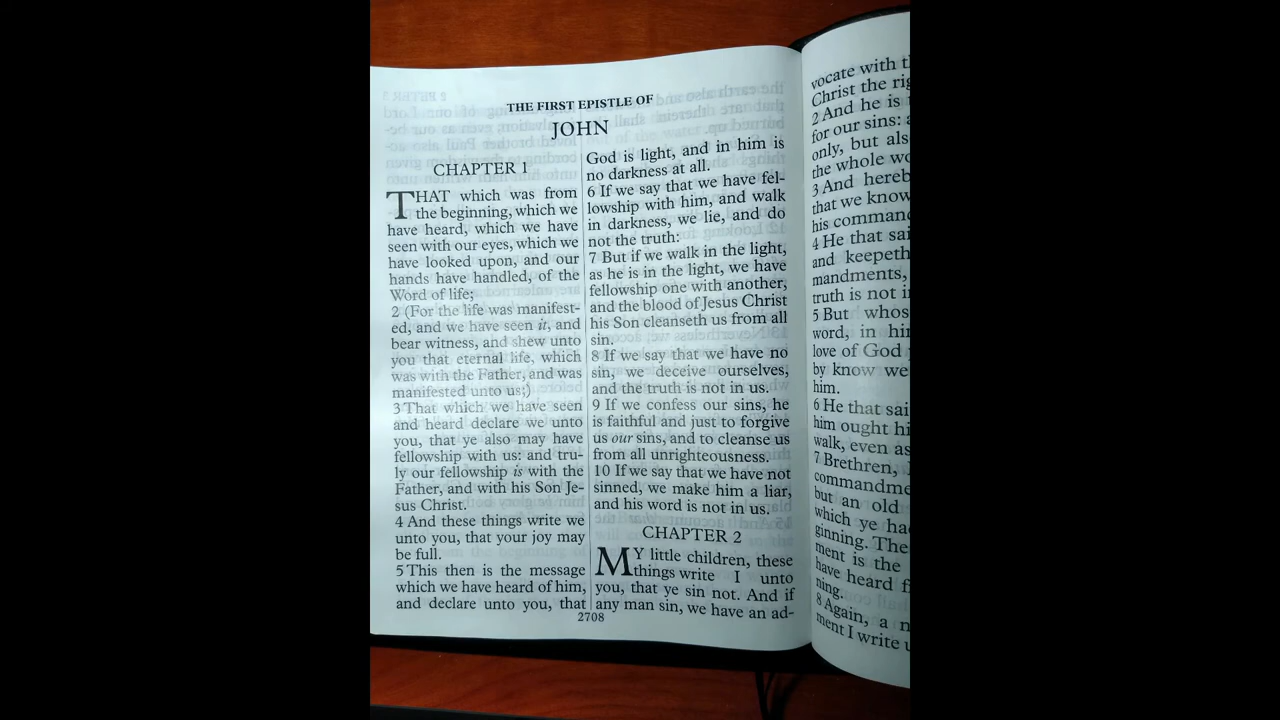 THE FIRST EPISTLE OF
JOHN
CHAPTER 1
THAT which was from
the beginning, which we
have heard, which we have
seen with our eyes, which we
have looked upon, and our
hands have handled, of the
Word of life;
2 (For the life was manifest-
ed, and we have seen it, and
bear witness, and shew unto
you that eternal life, which
was with the Father, and was
manifested unto us;)
3 That which we have seen
and heard declare we unto
you, that ye also may have
fellowship with us: and tru-
ly our fellowship is with the
Father, and with his Son Je-
sus Christ.
4 And these things write we
unto you, that your joy may
be full.
5 This then is the message
which we have heard of him,
and declare unto you, that
God is light, and in him is
no darkness at all.
6 If we say that we have fel-
lowship with him, and walk
in darkness, we lie, and do
not the truth:
7 But if we walk in the light,
as he is in the light, we have
fellowship one with another,
and the blood of Jesus Christ
his Son cleanseth us from all
sin.
8 If we say that we have no
sin, we deceive ourselves,
and the truth is not in us.
9 If we confess our sins, he
is faithful and just to forgive
us our sins, and to cleanse us
from all unrighteousness.
10 If we say that we have not
sinned, we make him a liar,
and his word is not in us.
CHAPTER 2
MY little children, these
things write I unto
you, that ye sin not. And if
any man sin, we have an ad-
2708
vocate with
Christ the
2 And he is
for our sins:
only, but
the whole
3 And
that we know
his
4 He that
and keepeth
truth is not
5 But
word, in
love of God
by know we
him.
6 He that
him ought
walk, even as
7 Brethren,
but an old
which ye
ginning. The
ment is the
have heard
ning.
8 Again, a
ment I write